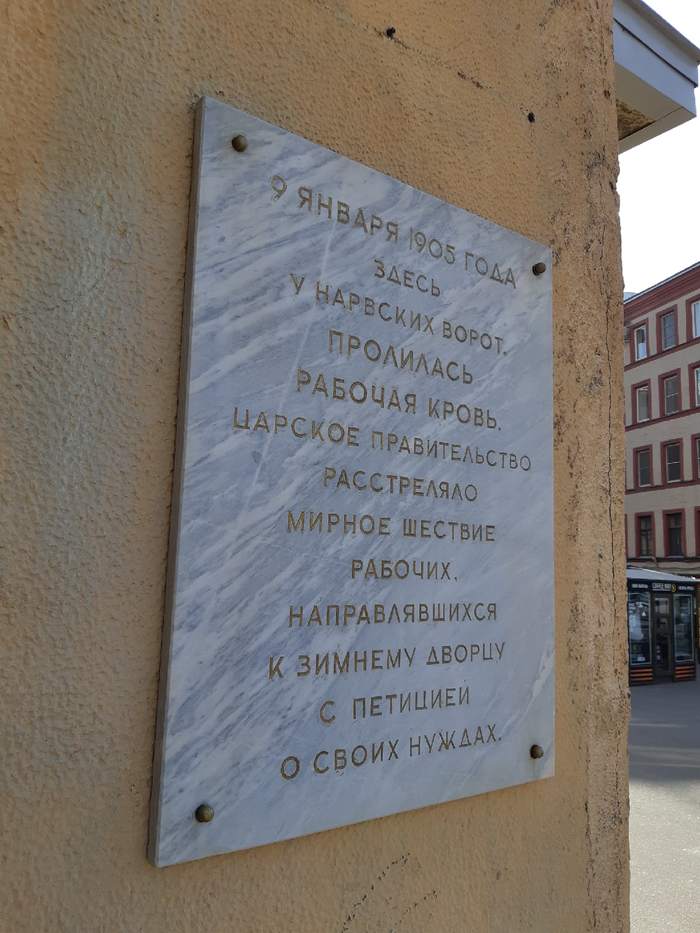 9 ЯНВАРЯ 1905 ГОДА
ЗДЕСЬ
У НАРВСКИХ ВОРОТ.
ПРОЛИЛАСЬ
РАБОЧАЯ КРОВЬ.
ЦАРСКОЕ ПРАВИТЕЛЬСТВО
РАССТРЕЛЯЛО
МИРНОЕ ШЕСТВИЕ
РАБОЧИХ,
НАПРАВЛЯВШИХСЯ
К ЗИМНЕМУ ДВОРЦУ
С ПЕТИЦИЕЙ
О СВОИХ НУЖДАХ.